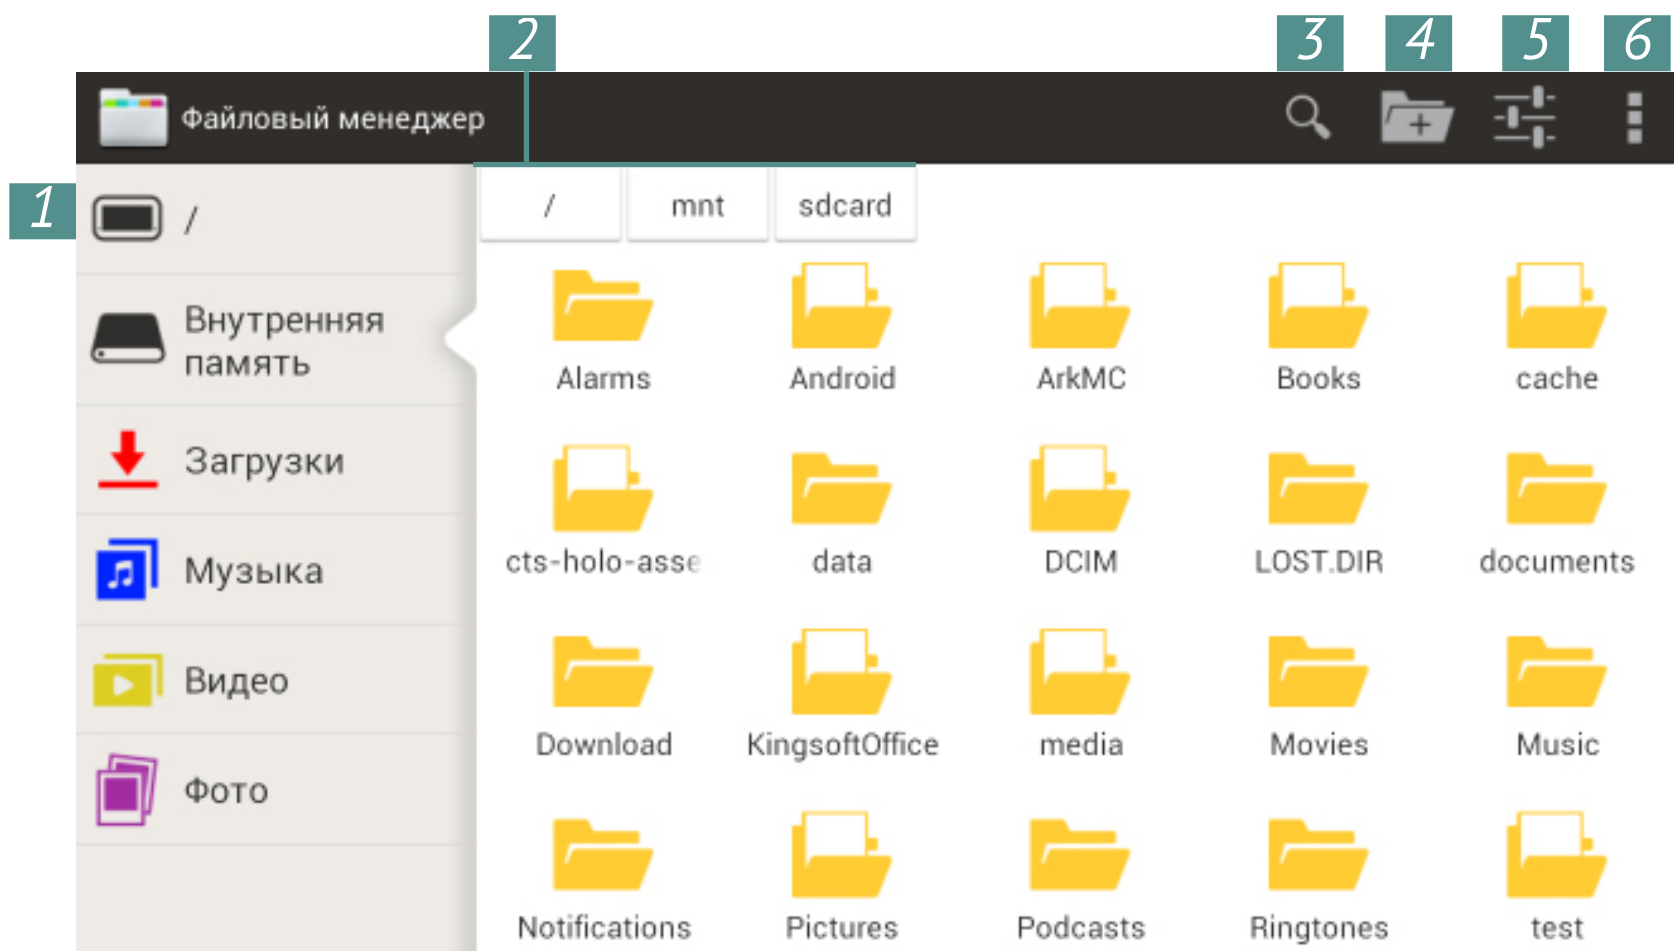 2 3 4 5 6
Файловый менеджер
1 /
/ mnt sdcard
Внутренняя
память
Загрузки
Музыка
Видео
Фото
Alarms Android ArkMC Books cache
cts-holo-asse data DCIM LOST.DIR documents
Download KingsoftOffice media Movies Music
Notifications Pictures Podcasts Ringtones test